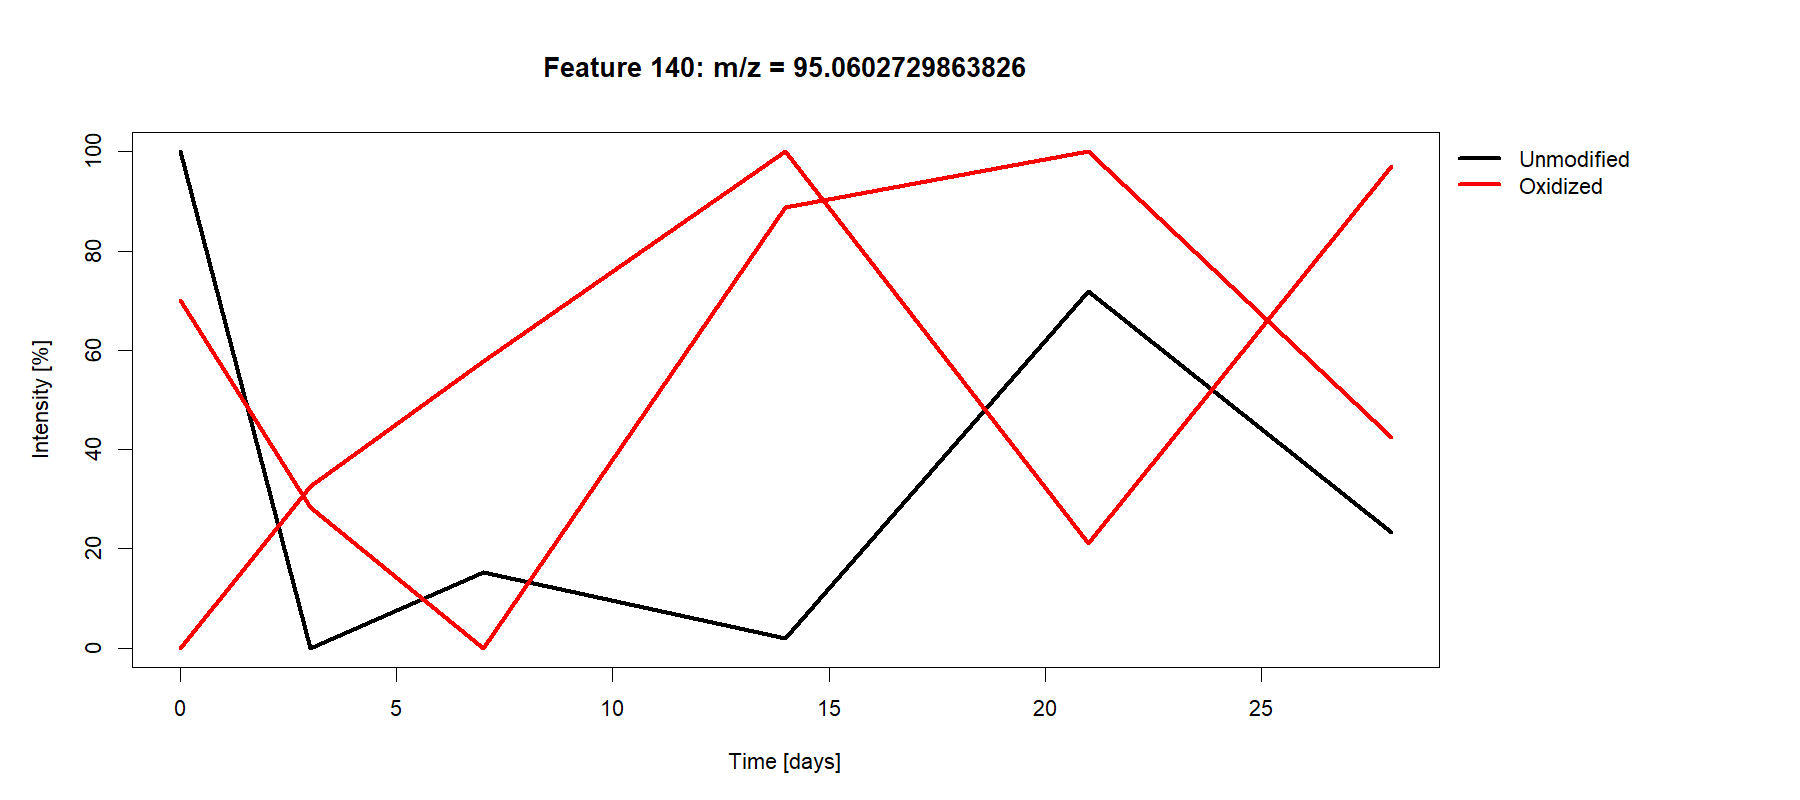 Feature 140: m/z = 95.0602729863826
Unmodified
Oxidized
100
80
60
40
20
0
Intensity [%]
0 5 10 15 20 25
Time [days]